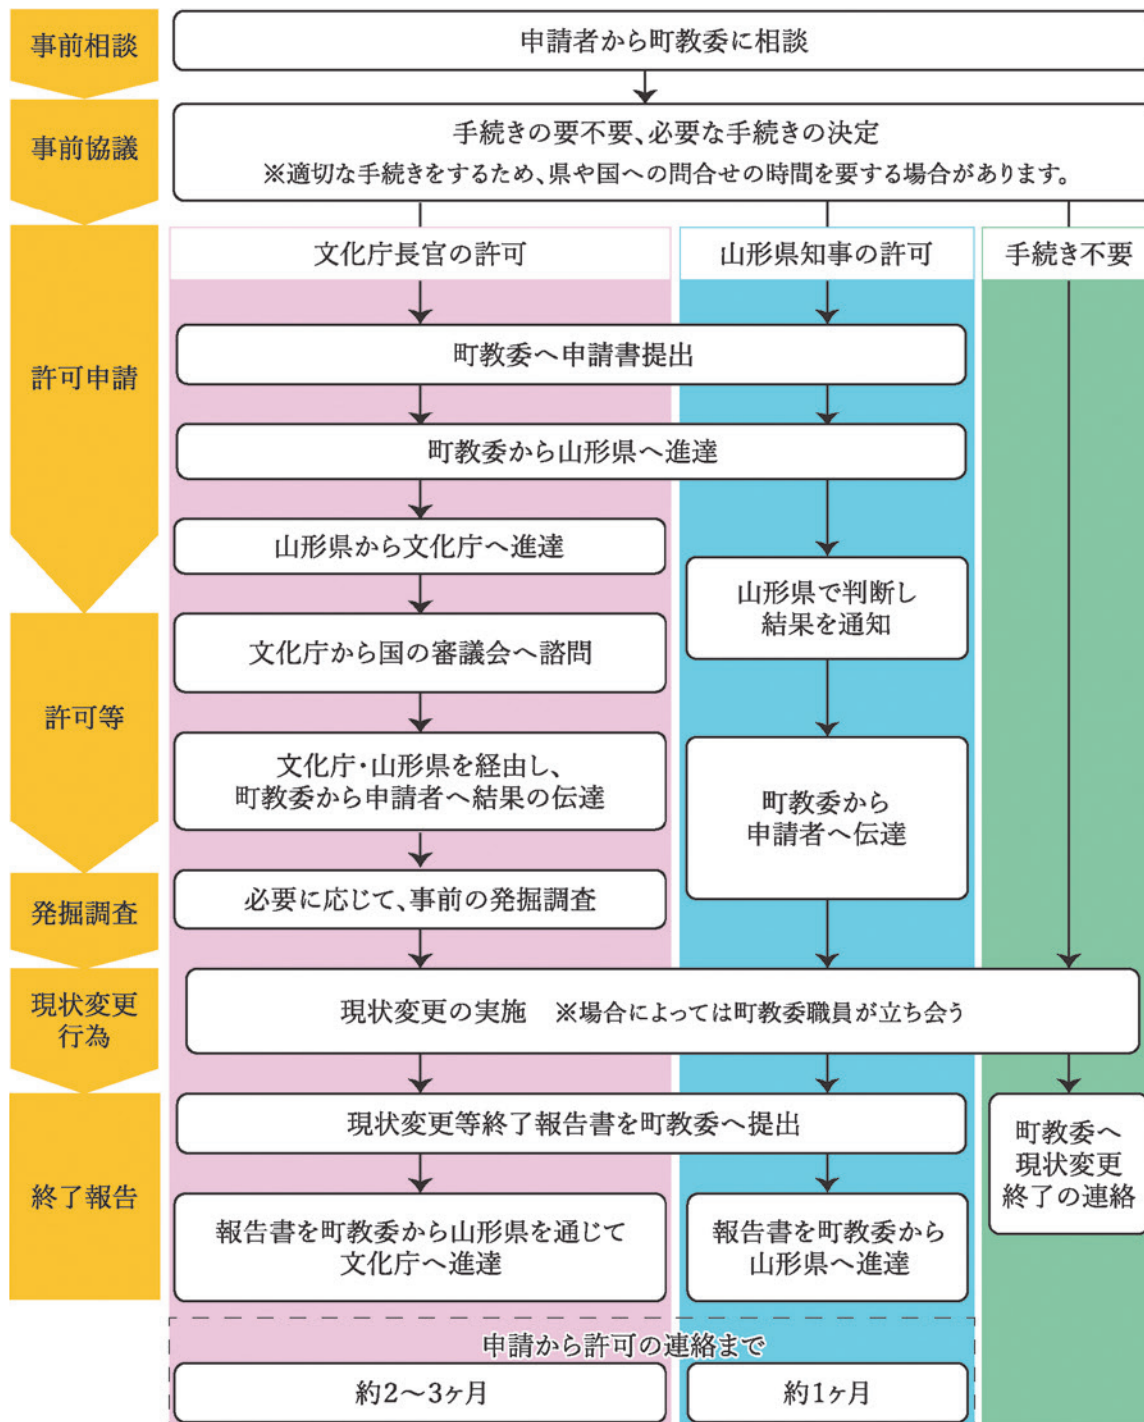 事前相談
申請者から町教委に相談
事前協議
手続きの要不要、必要な手続きの決定
※適切な手続きをするため、県や国への問合せの時間を要する場合があります。
文化庁長官の許可
山形県知事の許可
手続き不要
許可申請
町教委へ申請書提出
町教委から山形県へ進達
山形県から文化庁へ進達
山形県で判断し
結果を通知
許可等
文化庁から国の審議会へ諮問
文化庁・山形県を経由し、
町教委から申請者へ結果の伝達
町教委から
申請者へ伝達
発掘調査
必要に応じて、事前の発掘調査
現状変更
行為
現状変更の実施 ※場合によっては町教委職員が立ち会う
終了報告
現状変更等終了報告書を町教委へ提出
町教委へ
現状変更
終了の連絡
報告書を町教委から山形県を通じて
文化庁へ進達
報告書を町教委から
山形県へ進達
申請から許可の連絡まで
約2〜3ヶ月
約1ヶ月